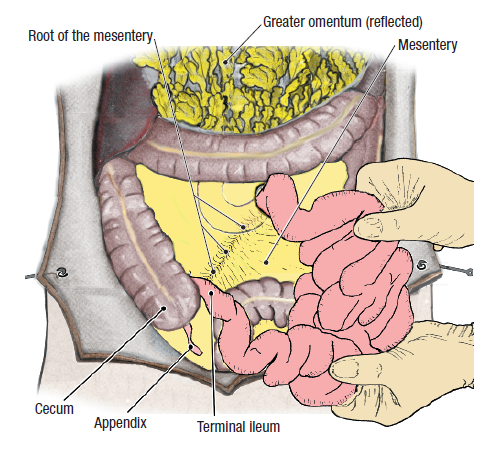 Greater omentum (reflected)
Root of the mesentery
Mesentery
Cecum
Appendix
Terminal ileum